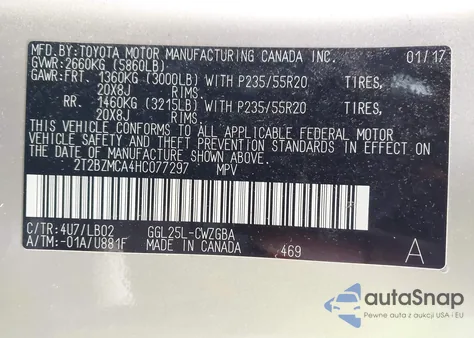 MFD.BY:TOYOTA MOTOR MANUFACTURING CANADA INC. 01/17
GVWR:2660KG (5860LB)
GAWR:FRT. 1360KG (3000LB) WITH P235/55R20 TIRES,
20X8J RIMS,
RR. 1460KG (3215LB) WITH P235/55R20 TIRES,
20X8J RIMS,
THIS VEHICLE CONFORMS TO ALL APPLICABLE FEDERAL MOTOR
VEHICLE SAFETY AND THEFT PREVENTION STANDARDS IN EFFECT
ON THE DATE OF MANUFACTURE SHOWN ABOVE.
2T2BZMCA4HC077297 MPV
C/TR:4U7/LB02 GGL25L-CWZGBA
A/TM:-01A/U881F MADE IN CANADA 469 A
autoSnap
Pewne auta z USA i EU